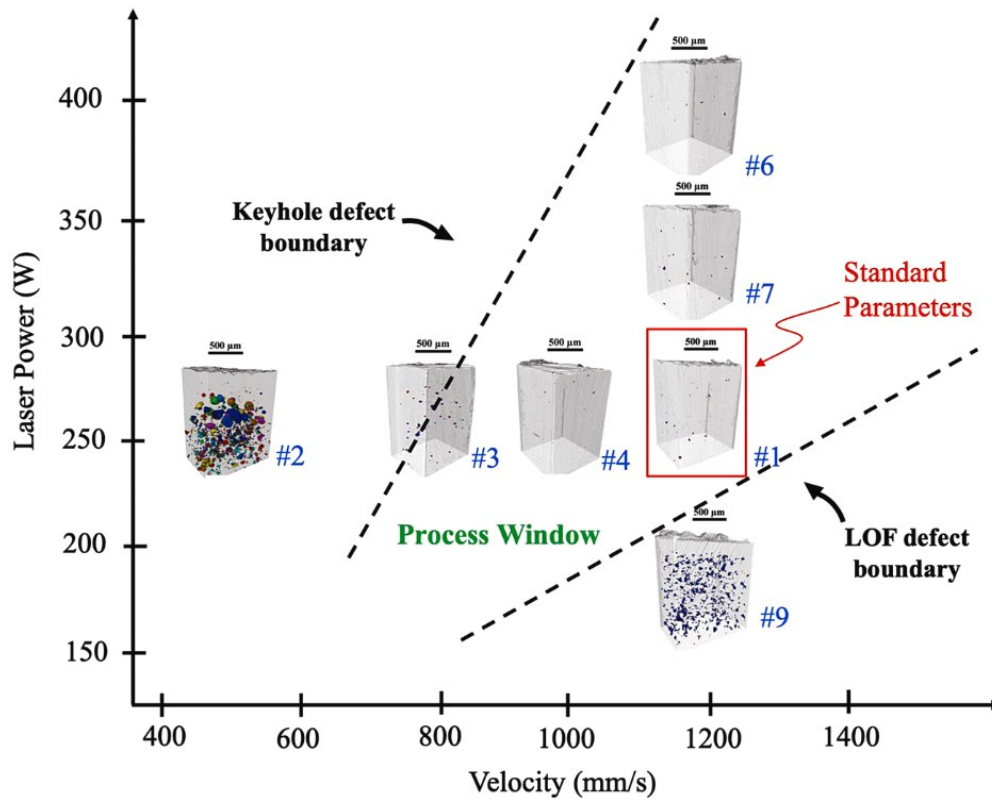 500 µm
400
#6
500 µm
350
Keyhole defect
boundary
#7
Standard
Parameters
Laser Power (W)
300
500 µm
500 µm
500 µm
500 µm
250
#2
#3
#4
#1
200
Process Window
500 µm
LOF defect
boundary
#9
150
400
600
800
1000
1200
1400
Velocity (mm/s)